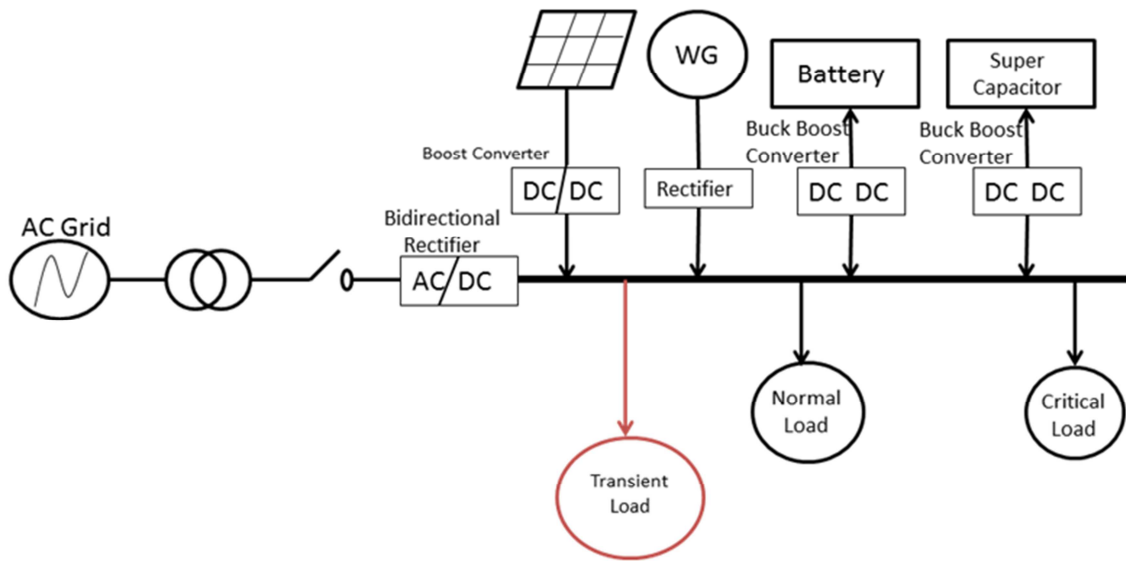 WG
Battery
Super
Capacitor
Boost Converter
Buck Boost
Converter
Buck Boost
Converter
DC/DC
Rectifier
DC DC
DC DC
AC Grid
Bidirectional
Rectifier
AC/DC
Transient
Load
Normal
Load
Critical
Load